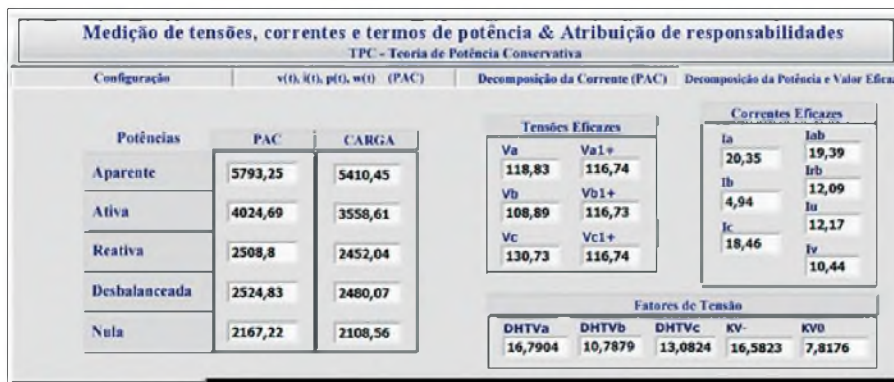 Medição de tensões, correntes e termos de potência & Atribuição de responsabilidades
TPC - Teoria de Potência Conservativa
Configuração v(t), i(t), p(t), w(t) (PAC) Decomposição da Corrente (PAC) Decomposição da Potência e Valor Efica
Potências PAC CARGA
Aparente 5793,25 5410,45
Ativa 4024,69 3558,61
Reativa 2508,8 2452,04
Desbalanceada 2524,83 2480,07
Nula 2167,22 2108,56
Tensões Eficazes
Va Va1+
118,83 116,74
Vb Vb1+
108,89 116,73
Vc Vc1+
130,73 116,74
Correntes Eficazes
Ia Iab
20,35 19,39
Ib Irb
4,94 12,09
Ic Iu
18,46 12,17
Iv
10,44
Fatores de Tensão
DHTVa DHTVb DHTVc KV- KV0
16,7904 10,7879 13,0824 16,5823 7,8176